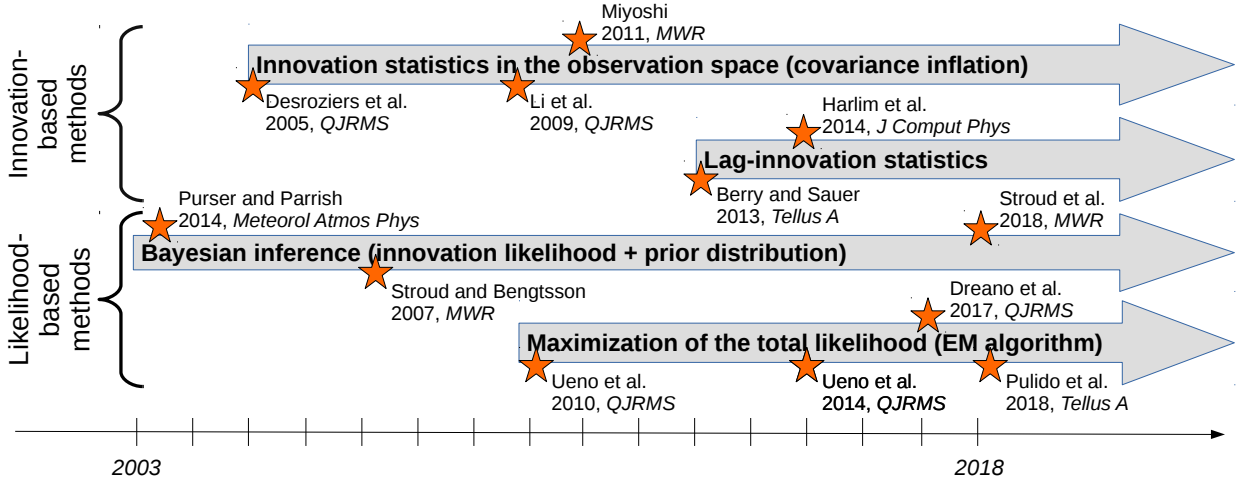 Innovation-
based
methods
Miyoshi
2011, MWR
Innovation statistics in the observation space (covariance inflation)
Desroziers et al.
2005, QJRMS
Li et al.
2009, QJRMS
Harlim et al.
2014, J Comput Phys
Lag-innovation statistics
Berry and Sauer
2013, Tellus A
Likelihood-
based
methods
Purser and Parrish
2014, Meteorol Atmos Phys
Stroud et al.
2018, MWR
Bayesian inference (innovation likelihood + prior distribution)
Stroud and Bengtsson
2007, MWR
Dreano et al.
2017, QJRMS
Maximization of the total likelihood (EM algorithm)
Ueno et al.
2010, QJRMS
Ueno et al.
2014, QJRMS
Pulido et al.
2018, Tellus A
2003
2018